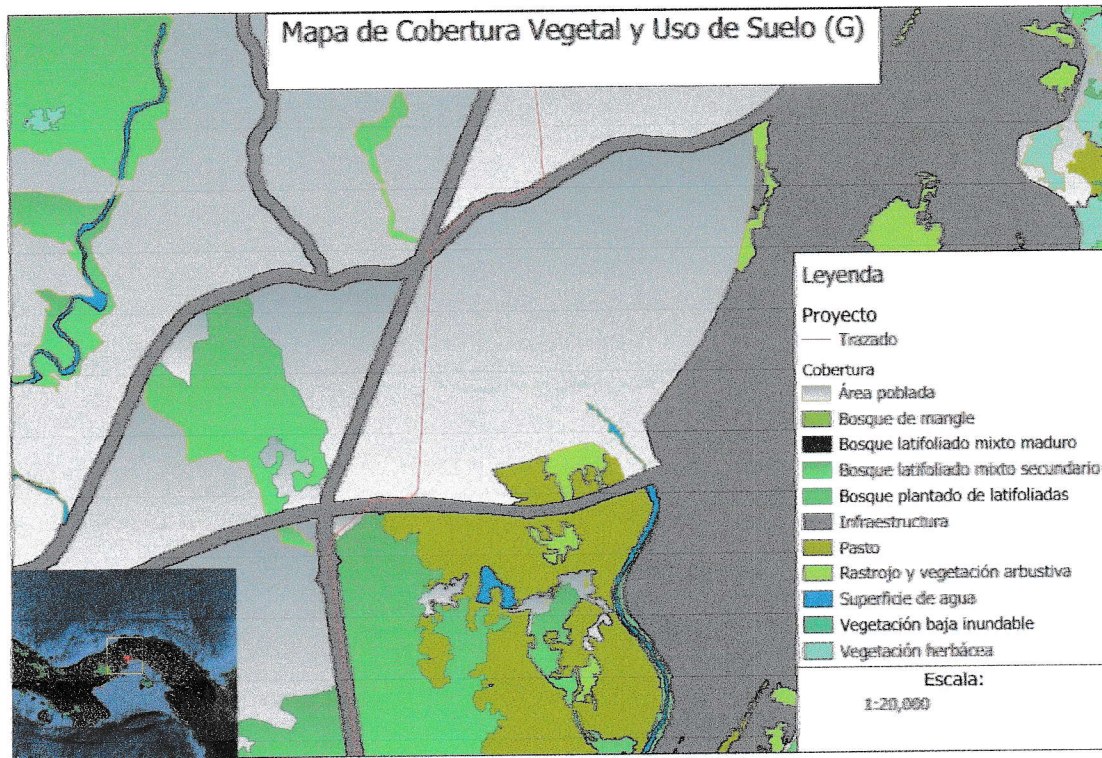 Mapa de Cobertura Vegetal y Uso de Suelo (G)
Leyenda
Proyecto
Trazado
Cobertura
Área poblada
Bosque de mangle
Bosque latifoliado mixto maduro
Bosque latifoliado mixto secundario
Bosque plantado de latifoliadas
Infraestructura
Pasto
Rastrojo y vegetación arbustiva
Superficie de agua
Vegetación baja inundable
Vegetación herbácea
Escala:
1:20,000